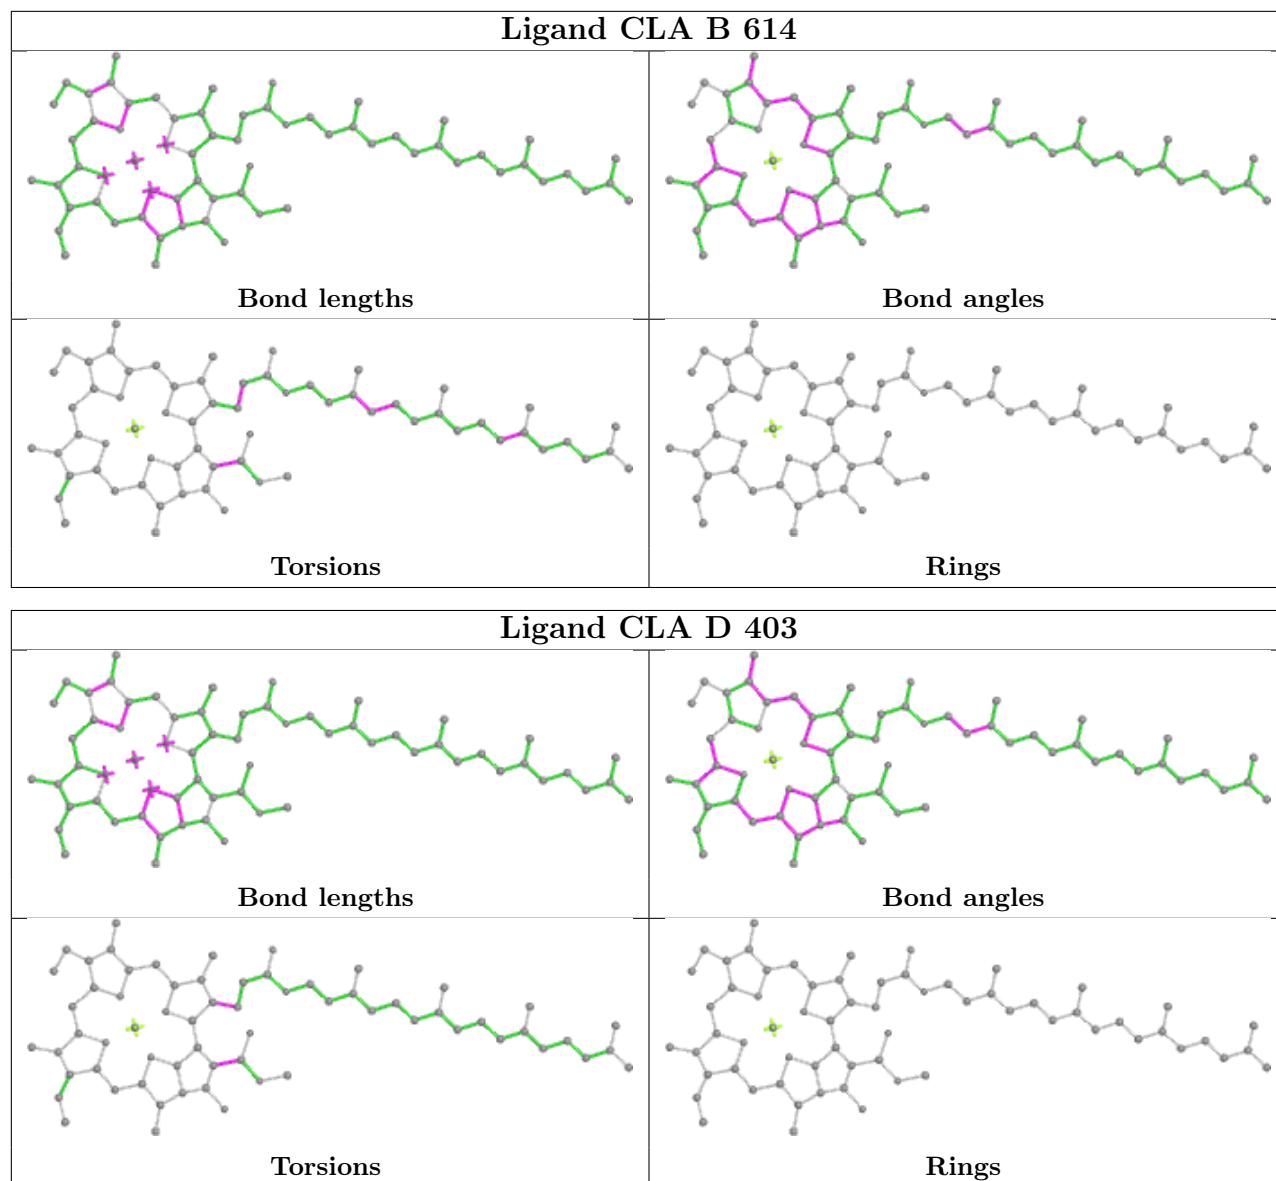 Ligand CLA B 614
Bond lengths
Bond angles
Torsions
Rings
Ligand CLA D 403
Bond lengths
Bond angles
Torsions
Rings